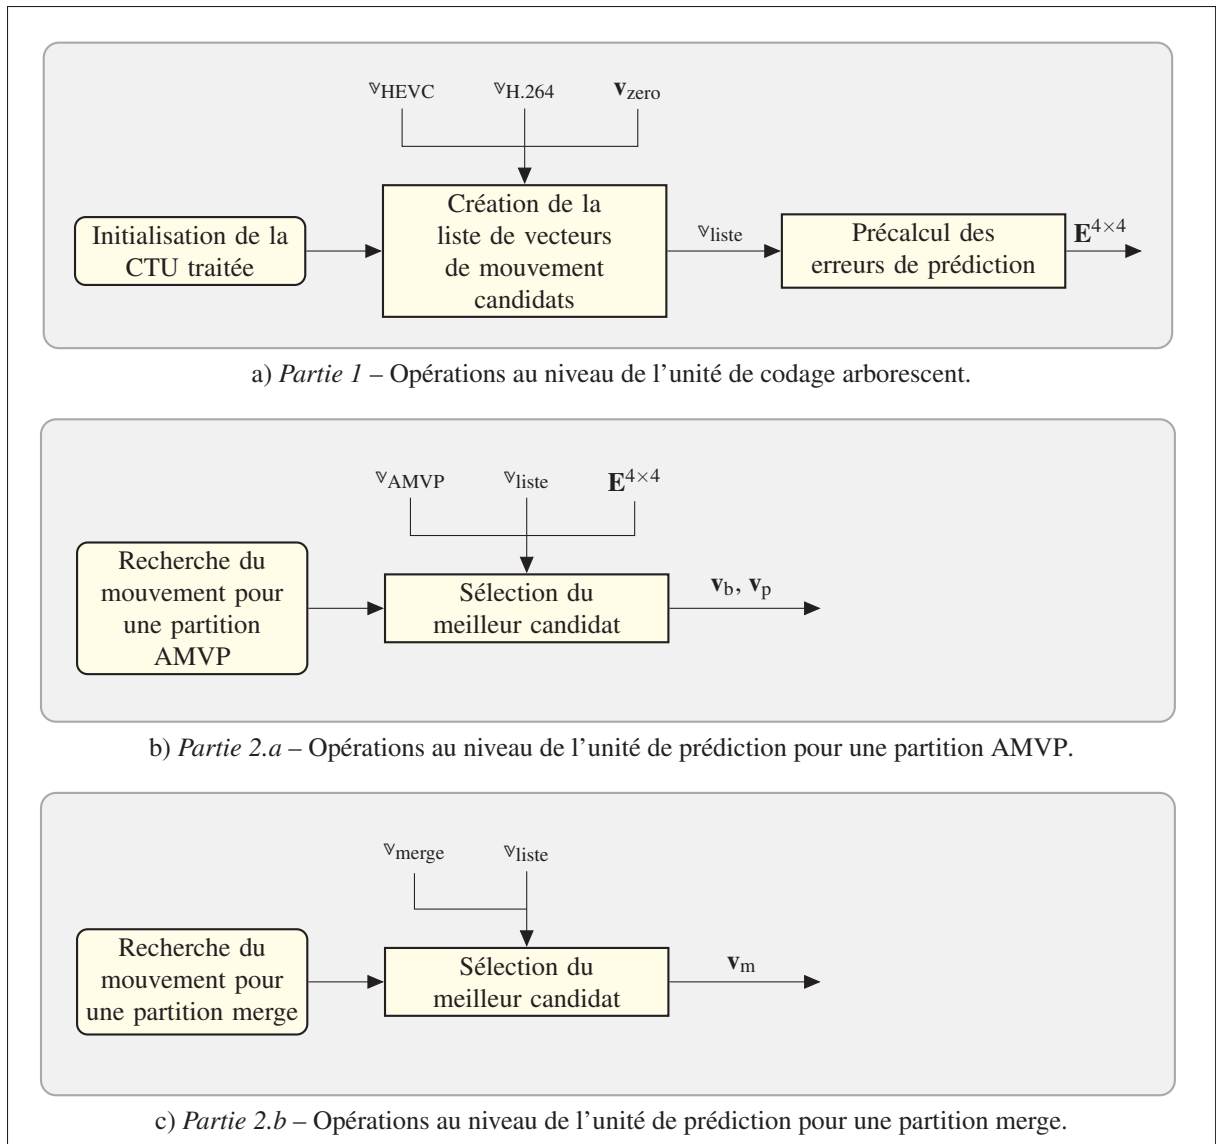 𝕍HEVC 𝕍H.264 𝐯zero
Initialisation de la
CTU traitée
Création de la
liste de vecteurs
de mouvement
candidats
𝕍liste
Précalcul des
erreurs de prédiction
E4×4
a) Partie 1 – Opérations au niveau de l’unité de codage arborescent.
𝕍AMVP 𝕍liste E4×4
Recherche du
mouvement pour
une partition
AMVP
Sélection du
meilleur candidat
vb, vp
b) Partie 2.a – Opérations au niveau de l’unité de prédiction pour une partition AMVP.
𝕍merge 𝕍liste
Recherche du
mouvement pour
une partition merge
Sélection du
meilleur candidat
vm
c) Partie 2.b – Opérations au niveau de l’unité de prédiction pour une partition merge.